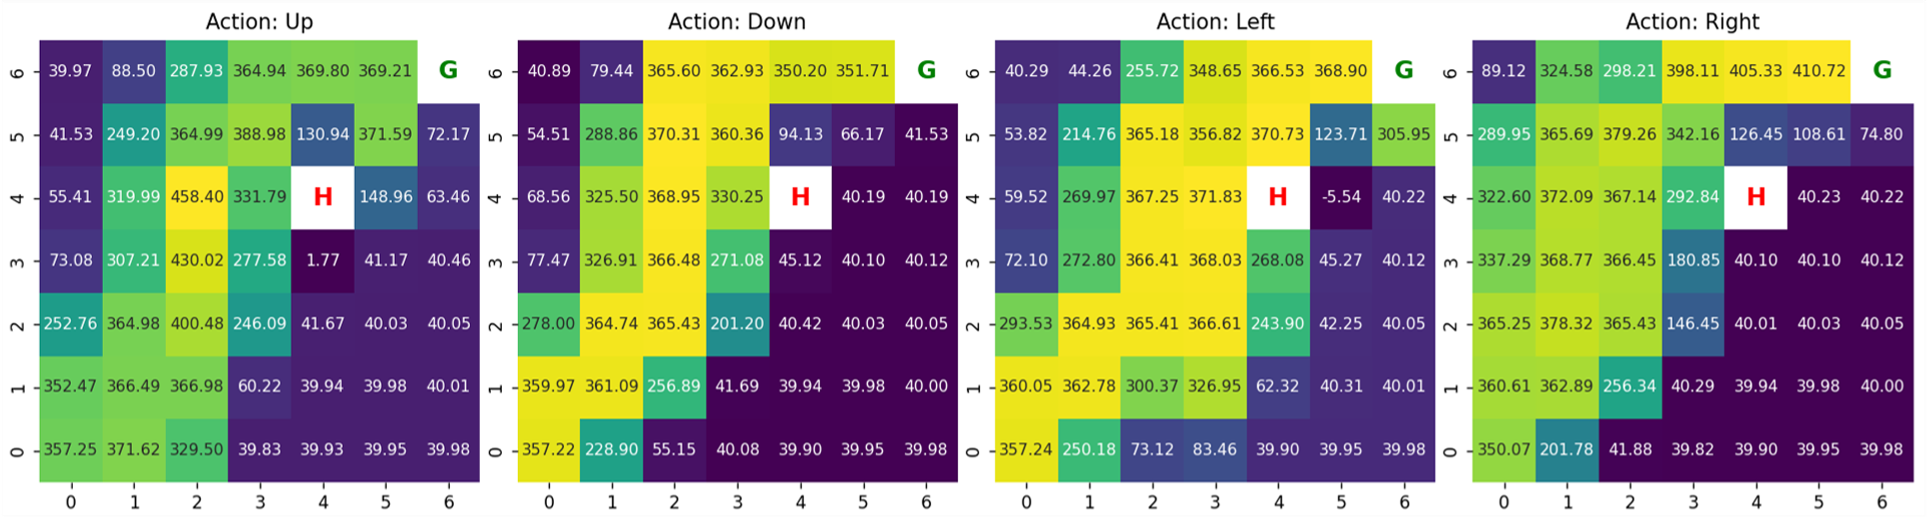 Action: Up
Action: Down
Action: Left
Action: Right
6 39.97 88.50 287.93 364.94 369.80 369.21 G
5 41.53 249.20 364.99 388.98 130.94 371.59 72.17
4 55.41 319.99 458.40 331.79 H 148.96 63.46
3 73.08 307.21 430.02 277.58 1.77 41.17 40.46
2 252.76 364.98 400.48 246.09 41.67 40.03 40.05
1 352.47 366.49 366.98 60.22 39.94 39.98 40.01
0 357.25 371.62 329.50 39.83 39.93 39.95 39.98
0 1 2 3 4 5 6
6 40.89 79.44 365.60 362.93 350.20 351.71 G
5 54.51 288.86 370.31 360.36 94.13 66.17 41.53
4 68.56 325.50 368.95 330.25 H 40.19 40.19
3 77.47 326.91 366.48 271.08 45.12 40.10 40.12
2 278.00 364.74 365.43 201.20 40.42 40.03 40.05
1 359.97 361.09 256.89 41.69 39.94 39.98 40.00
0 357.22 228.90 55.15 40.08 39.90 39.95 39.98
0 1 2 3 4 5 6
6 40.29 44.26 255.72 348.65 366.53 368.90 G
5 53.82 214.76 365.18 356.82 370.73 123.71 305.95
4 59.52 269.97 367.25 371.83 H -5.54 40.22
3 72.10 272.80 366.41 368.03 268.08 45.27 40.12
2 293.53 364.93 365.41 366.61 243.90 42.25 40.05
1 360.05 362.78 300.37 326.95 62.32 40.31 40.01
0 357.24 250.18 73.12 83.46 39.90 39.95 39.98
0 1 2 3 4 5 6
6 89.12 324.58 298.21 398.11 405.33 410.72 G
5 289.95 365.69 379.26 342.16 126.45 108.61 74.80
4 322.60 372.09 367.14 292.84 H 40.23 40.22
3 337.29 368.77 366.45 180.85 40.10 40.10 40.12
2 365.25 378.32 365.43 146.45 40.01 40.03 40.05
1 360.61 362.89 256.34 40.29 39.94 39.98 40.00
0 350.07 201.78 41.88 39.82 39.90 39.95 39.98
0 1 2 3 4 5 6